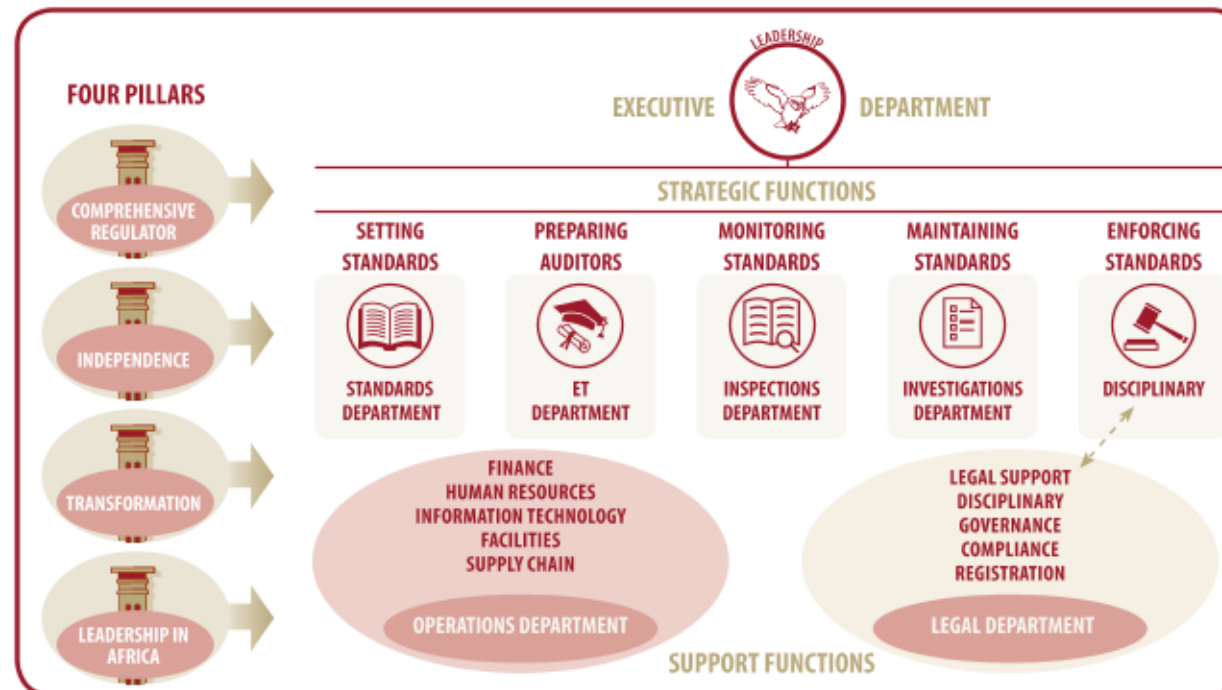 FOUR PILLARS
COMPREHENSIVE
REGULATOR
INDEPENDENCE
TRANSFORMATION
LEADERSHIP IN
AFRICA
LEADERSHIP
EXECUTIVE DEPARTMENT
STRATEGIC FUNCTIONS
SETTING
STANDARDS
STANDARDS
DEPARTMENT
PREPARING
AUDITORS
ET
DEPARTMENT
MONITORING
STANDARDS
INSPECTIONS
DEPARTMENT
MAINTAINING
STANDARDS
INVESTIGATIONS
DEPARTMENT
ENFORCING
STANDARDS
DISCIPLINARY
FINANCE
HUMAN RESOURCES
INFORMATION TECHNOLOGY
FACILITIES
SUPPLY CHAIN
OPERATIONS DEPARTMENT
LEGAL SUPPORT
DISCIPLINARY
GOVERNANCE
COMPLIANCE
REGISTRATION
LEGAL DEPARTMENT
SUPPORT FUNCTIONS